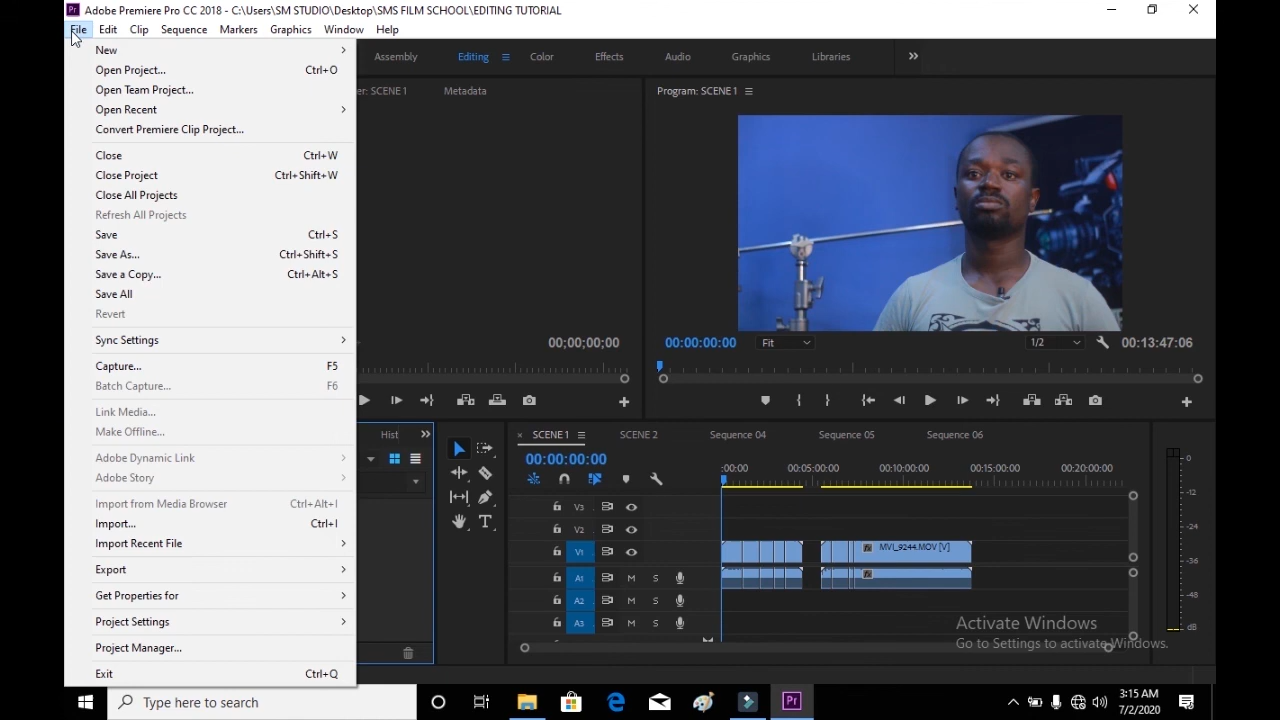 Adobe Premiere Pro CC 2018 - C:\Users\SM STUDIO\Desktop\SMS FILM SCHOOL\EDITING TUTORIAL
File Edit Clip Sequence Markers Graphics Window Help
Assembly Editing Color Effects Audio Graphics Libraries
New
Open Project... Ctrl+O
Open Team Project...
Open Recent
Convert Premiere Clip Project...
Close Ctrl+W
Close Project Ctrl+Shift+W
Close All Projects
Refresh All Projects
Save Ctrl+S
Save As... Ctrl+Shift+S
Save a Copy... Ctrl+Alt+S
Save All
Revert
Sync Settings
Capture... F5
Batch Capture... F6
Link Media...
Make Offline...
Adobe Dynamic Link
Adobe Story
Import from Media Browser Ctrl+Alt+I
Import... Ctrl+I
Import Recent File
Export
Get Properties for
Project Settings
Project Manager...
Exit Ctrl+Q
er: SCENE 1 Metadata
00;00;00;00
Program: SCENE 1
00:00:00:00 Fit 1/2 00:13:47:06
Hist
SCENE 1 SCENE 2 Sequence 04 Sequence 05 Sequence 06
00:00:00:00
:00:00 00:05:00:00 00:10:00:00 00:15:00:00 00:20:00:00
V3
V2
V1 fx MVI_9244.MOV [V]
A1 M S fx
A2 M S
A3 M S
0
-12
-24
-36
-48
dB
Activate Windows
Go to Settings to activate Windows.
Type here to search
Pr
3:15 AM
7/2/2020